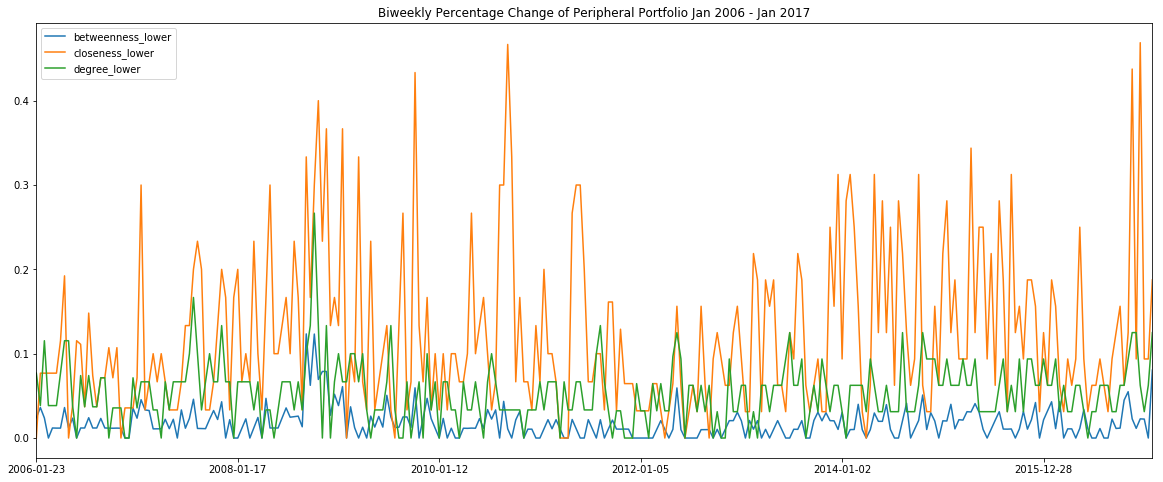 Biweekly Percentage Change of Peripheral Portfolio Jan 2006 - Jan 2017
betweenness_lower
closeness_lower
degree_lower
0.4
0.3
0.2
0.1
0.0
2006-01-23 2008-01-17 2010-01-12 2012-01-05 2014-01-02 2015-12-28